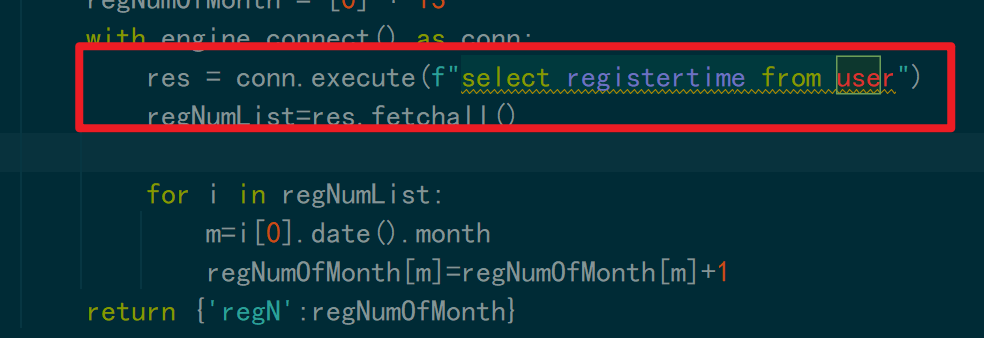 regNumOfMonth = [0] * 13
with engine.connect() as conn:
res = conn.execute(f"select registertime from user")
regNumList=res.fetchall()
for i in regNumList:
m=i[0].date().month
regNumOfMonth[m]=regNumOfMonth[m]+1
return {'regN':regNumOfMonth}